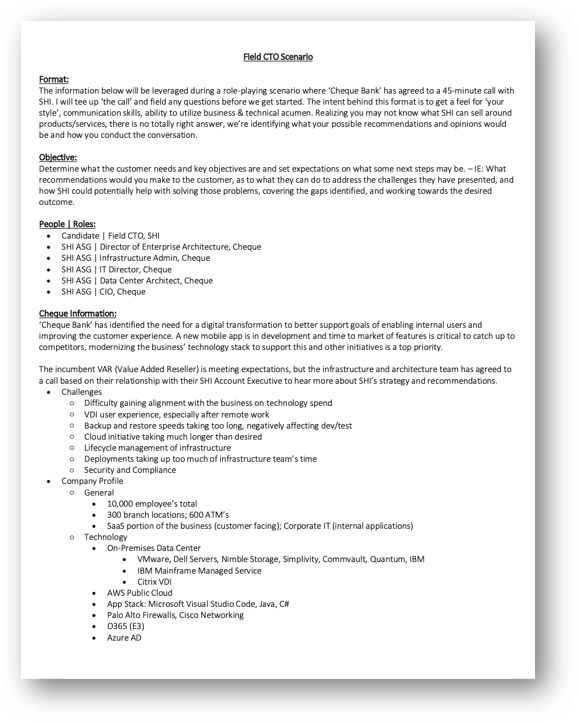 Field CTO Scenario
Format:
The information below will be leveraged during a role-playing scenario where 'Cheque Bank' has agreed to a 45-minute call with
SHI. I will tee up 'the call' and field any questions before we get started. The intent behind this format is to get a feel for 'your
style', communication skills, ability to utilize business & technical acumen. Realizing you may not know what SHI can sell around
products/services, there is no totally right answer, we're identifying what your possible recommendations and opinions would
be and how you conduct the conversation.
Objective:
Determine what the customer needs and key objectives are and set expectations on what some next steps may be. – IE: What
recommendations would you make to the customer, as to what they can do to address the challenges they have presented, and
how SHI could potentially help with solving those problems, covering the gaps identified, and working towards the desired
outcome.
People | Roles:
• Candidate | Field CTO, SHI
• SHI ASG | Director of Enterprise Architecture, Cheque
• SHI ASG | Infrastructure Admin, Cheque
• SHI ASG | IT Director, Cheque
• SHI ASG | Data Center Architect, Cheque
• SHI ASG | CIO, Cheque
Cheque Information:
'Cheque Bank' has identified the need for a digital transformation to better support goals of enabling internal users and
improving the customer experience. A new mobile app is in development and time to market of features is critical to catch up to
competitors, modernizing the business' technology stack to support this and other initiatives is a top priority.
The incumbent VAR (Value Added Reseller) is meeting expectations, but the infrastructure and architecture team has agreed to
a call based on their relationship with their SHI Account Executive to hear more about SHI's strategy and recommendations.
• Challenges
o Difficulty gaining alignment with the business on technology spend
o VDI user experience, especially after remote work
o Backup and restore speeds taking too long, negatively affecting dev/test
o Cloud initiative taking much longer than desired
o Lifecycle management of infrastructure
o Deployments taking up too much of infrastructure team's time
o Security and Compliance
• Company Profile
o General
▪ 10,000 employee's total
▪ 300 branch locations; 600 ATM's
▪ SaaS portion of the business (customer facing); Corporate IT (internal applications)
o Technology
▪ On-Premises Data Center
• VMware, Dell Servers, Nimble Storage, Simplivity, Commvault, Quantum, IBM
• IBM Mainframe Managed Service
• Citrix VDI
▪ AWS Public Cloud
▪ App Stack: Microsoft Visual Studio Code, Java, C#
▪ Palo Alto Firewalls, Cisco Networking
▪ O365 (E3)
▪ Azure AD